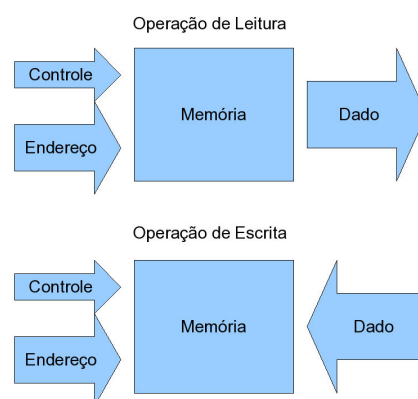 Operação de Leitura
Controle
Memória
Dado
Endereço
Operação de Escrita
Controle
Memória
Dado
Endereço